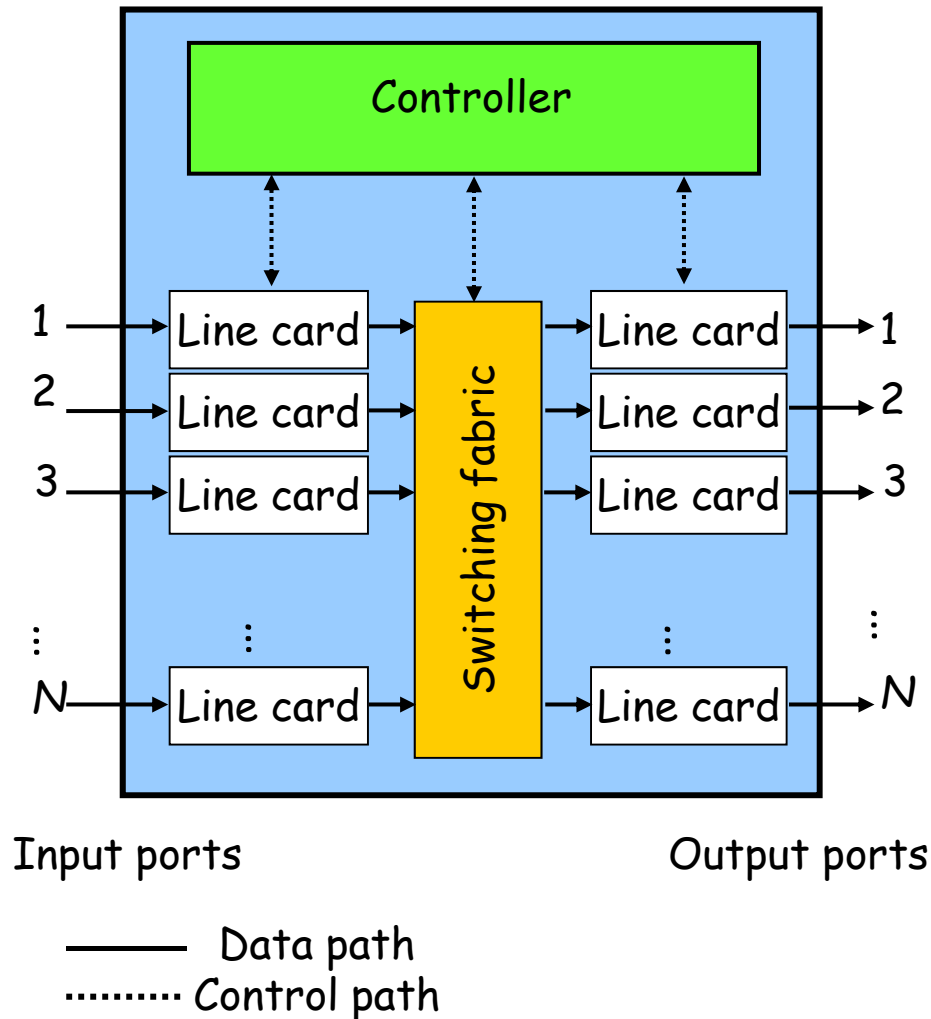 Controller
1 Line card Line card 1
2 Line card Line card 2
3 Line card Line card 3
Switching fabric
... ... ... ...
N Line card Line card N
Input ports Output ports
Data path
Control path